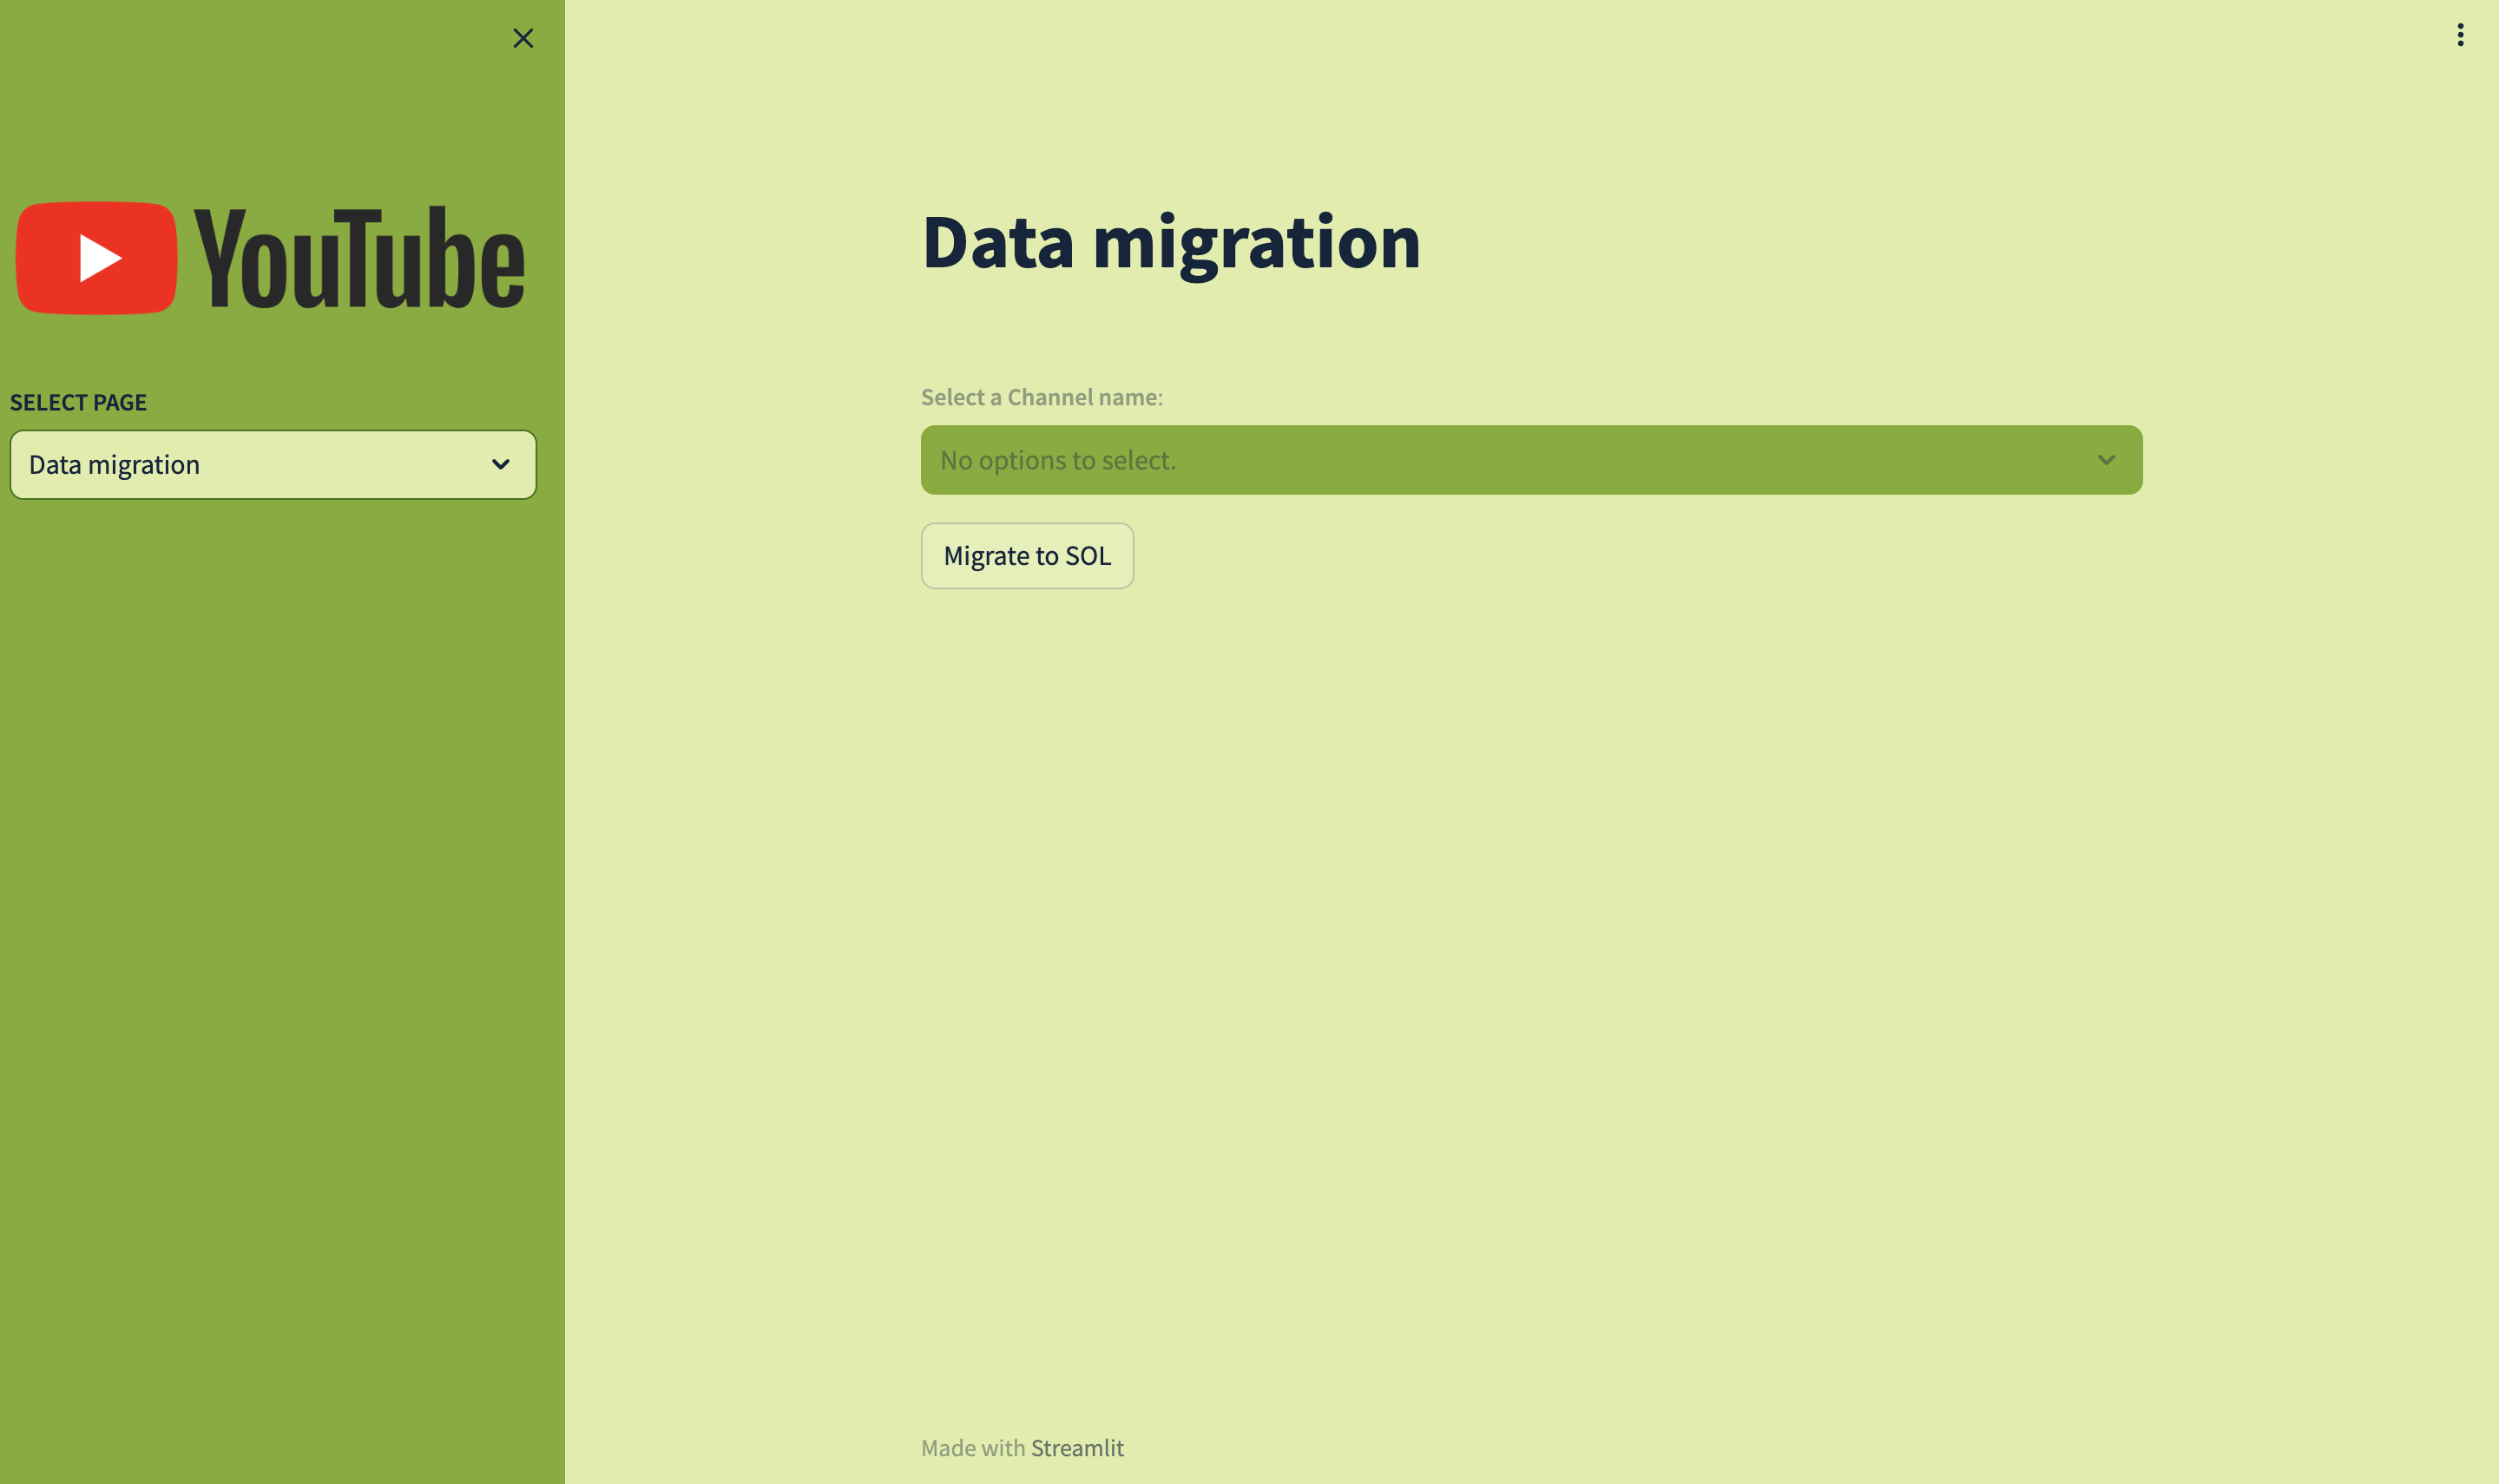 YouTube
SELECT PAGE
Data migration
Data migration
Select a Channel name:
No options to select.
Migrate to SOL
Made with Streamlit